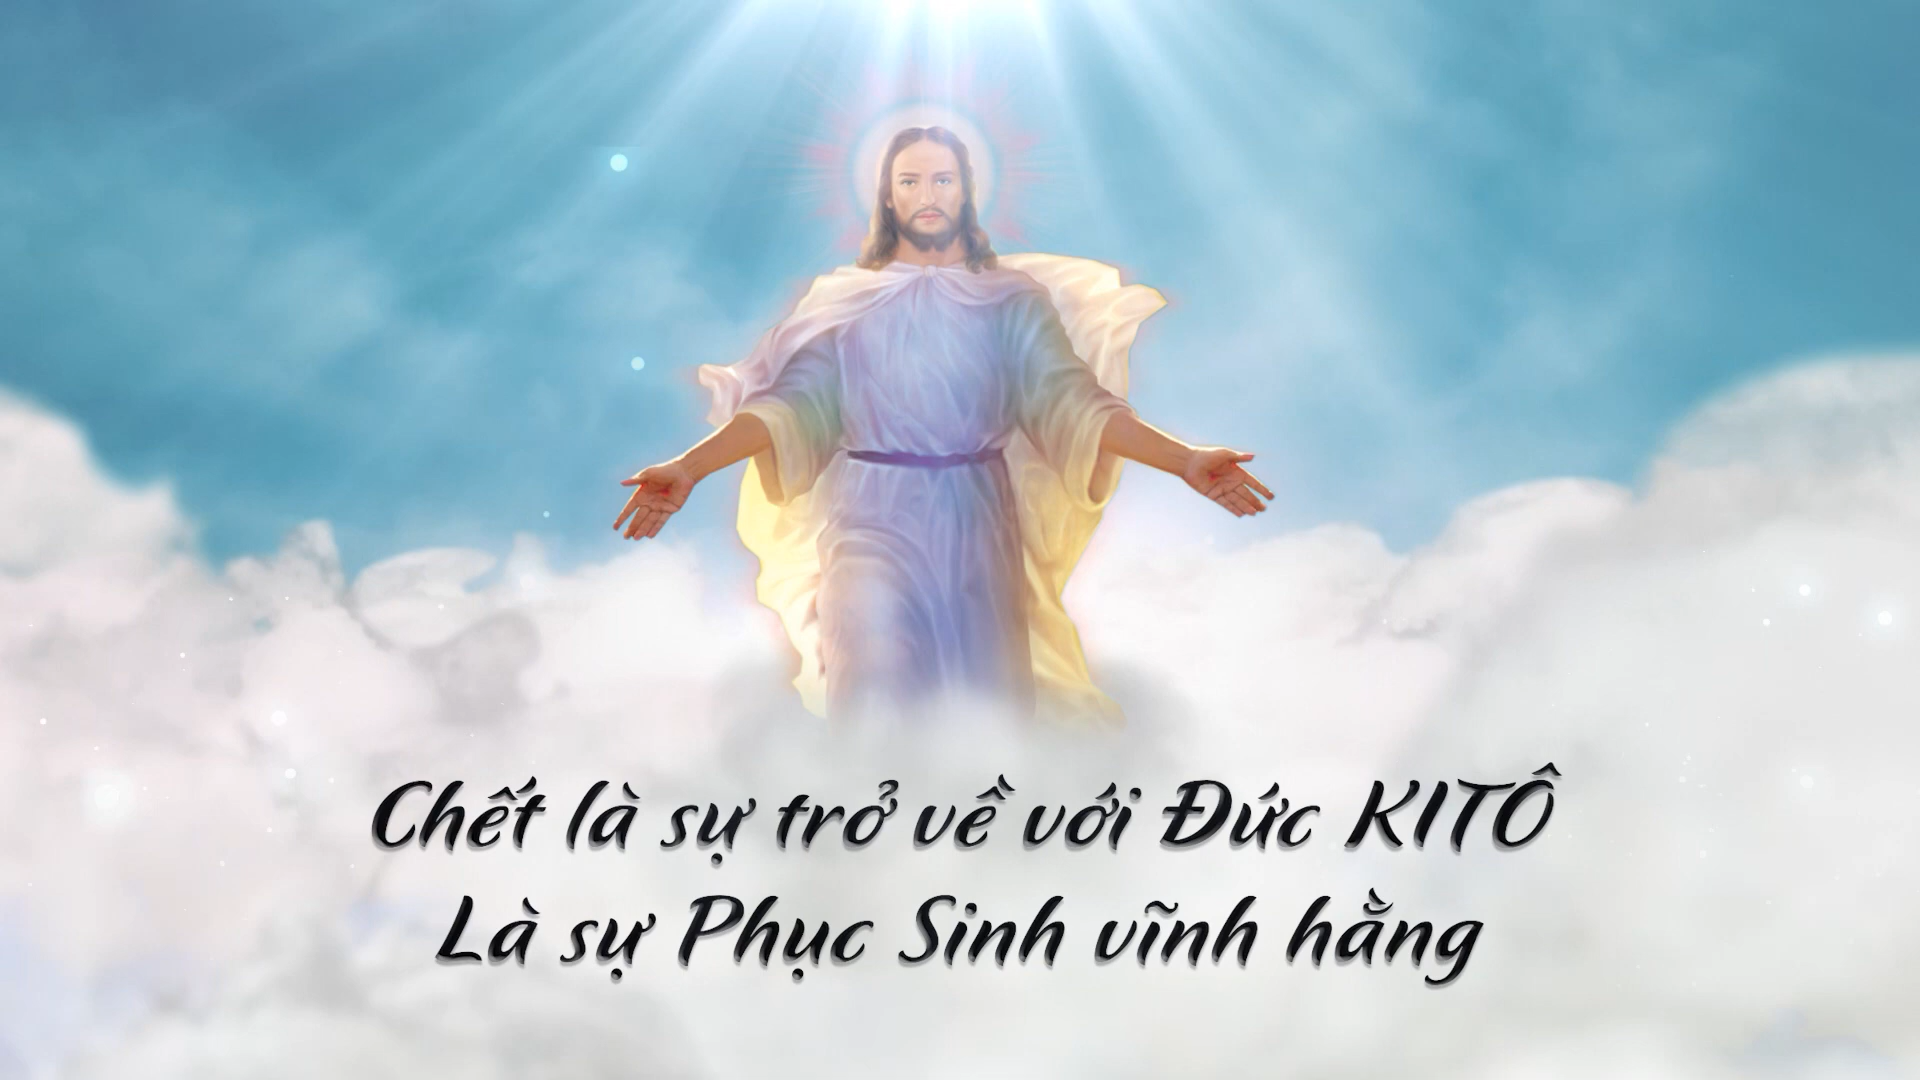 Chết là sự trở về với Đức KITÔ
Là sự Phục Sinh vĩnh hằng